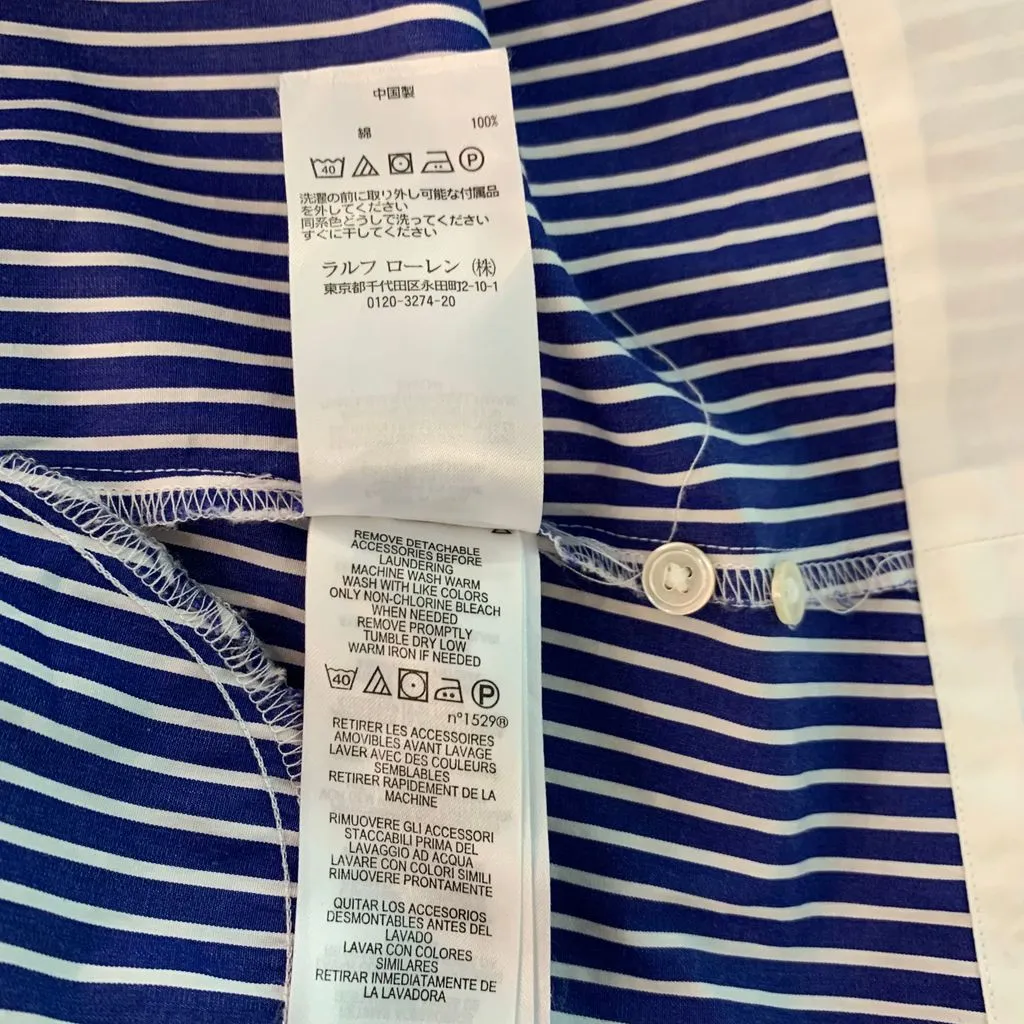 中国製
綿 100%
40 P
洗濯の前に取り外し可能な付属品
を外してください
同系色どうしで洗ってください
すぐに干してください
ラルフ ローレン (株)
東京都千代田区永田町2-10-1
0120-3274-20
REMOVE DETACHABLE
ACCESSORIES BEFORE
LAUNDERING
MACHINE WASH WARM
WASH WITH LIKE COLORS
ONLY NON-CHLORINE BLEACH
WHEN NEEDED
REMOVE PROMPTLY
TUMBLE DRY LOW
WARM IRON IF NEEDED
40 P
n°1529®
RETIRER LES ACCESSOIRES
AMOVIBLES AVANT LAVAGE
LAVER AVEC DES COULEURS
SEMBLABLES
RETIRER RAPIDEMENT DE LA
MACHINE
RIMUOVERE GLI ACCESSORI
STACCABILI PRIMA DEL
LAVAGGIO AD ACQUA
LAVARE CON COLORI SIMILI
RIMUOVERE PRONTAMENTE
QUITAR LOS ACCESORIOS
DESMONTABLES ANTES DEL
LAVADO
LAVAR CON COLORES
SIMILARES
RETIRAR INMEDIATAMENTE DE
LA LAVADORA